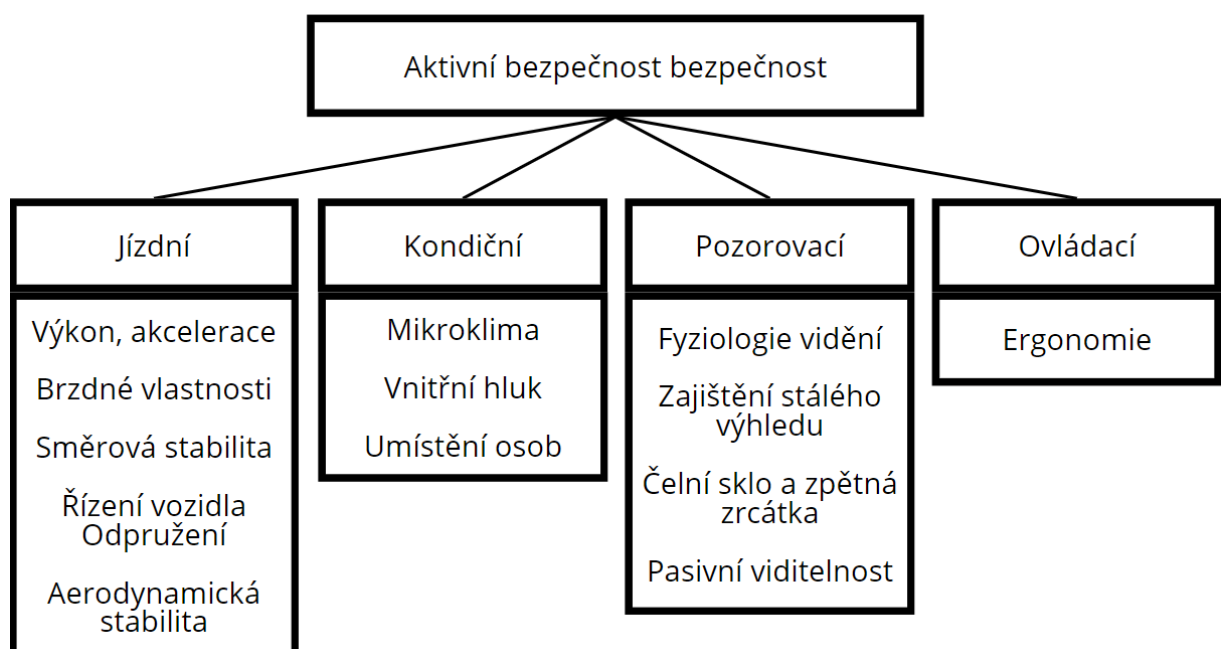 Aktivní bezpečnost bezpečnost
Jízdní
Výkon, akcelerace
Brzdné vlastnosti
Směrová stabilita
Řízení vozidla
Odpružení
Aerodynamická
stabilita
Kondiční
Mikroklima
Vnitřní hluk
Umístění osob
Pozorovací
Fyziologie vidění
Zajištění stálého
výhledu
Čelní sklo a zpětná
zrcátka
Pasivní viditelnost
Ovládací
Ergonomie